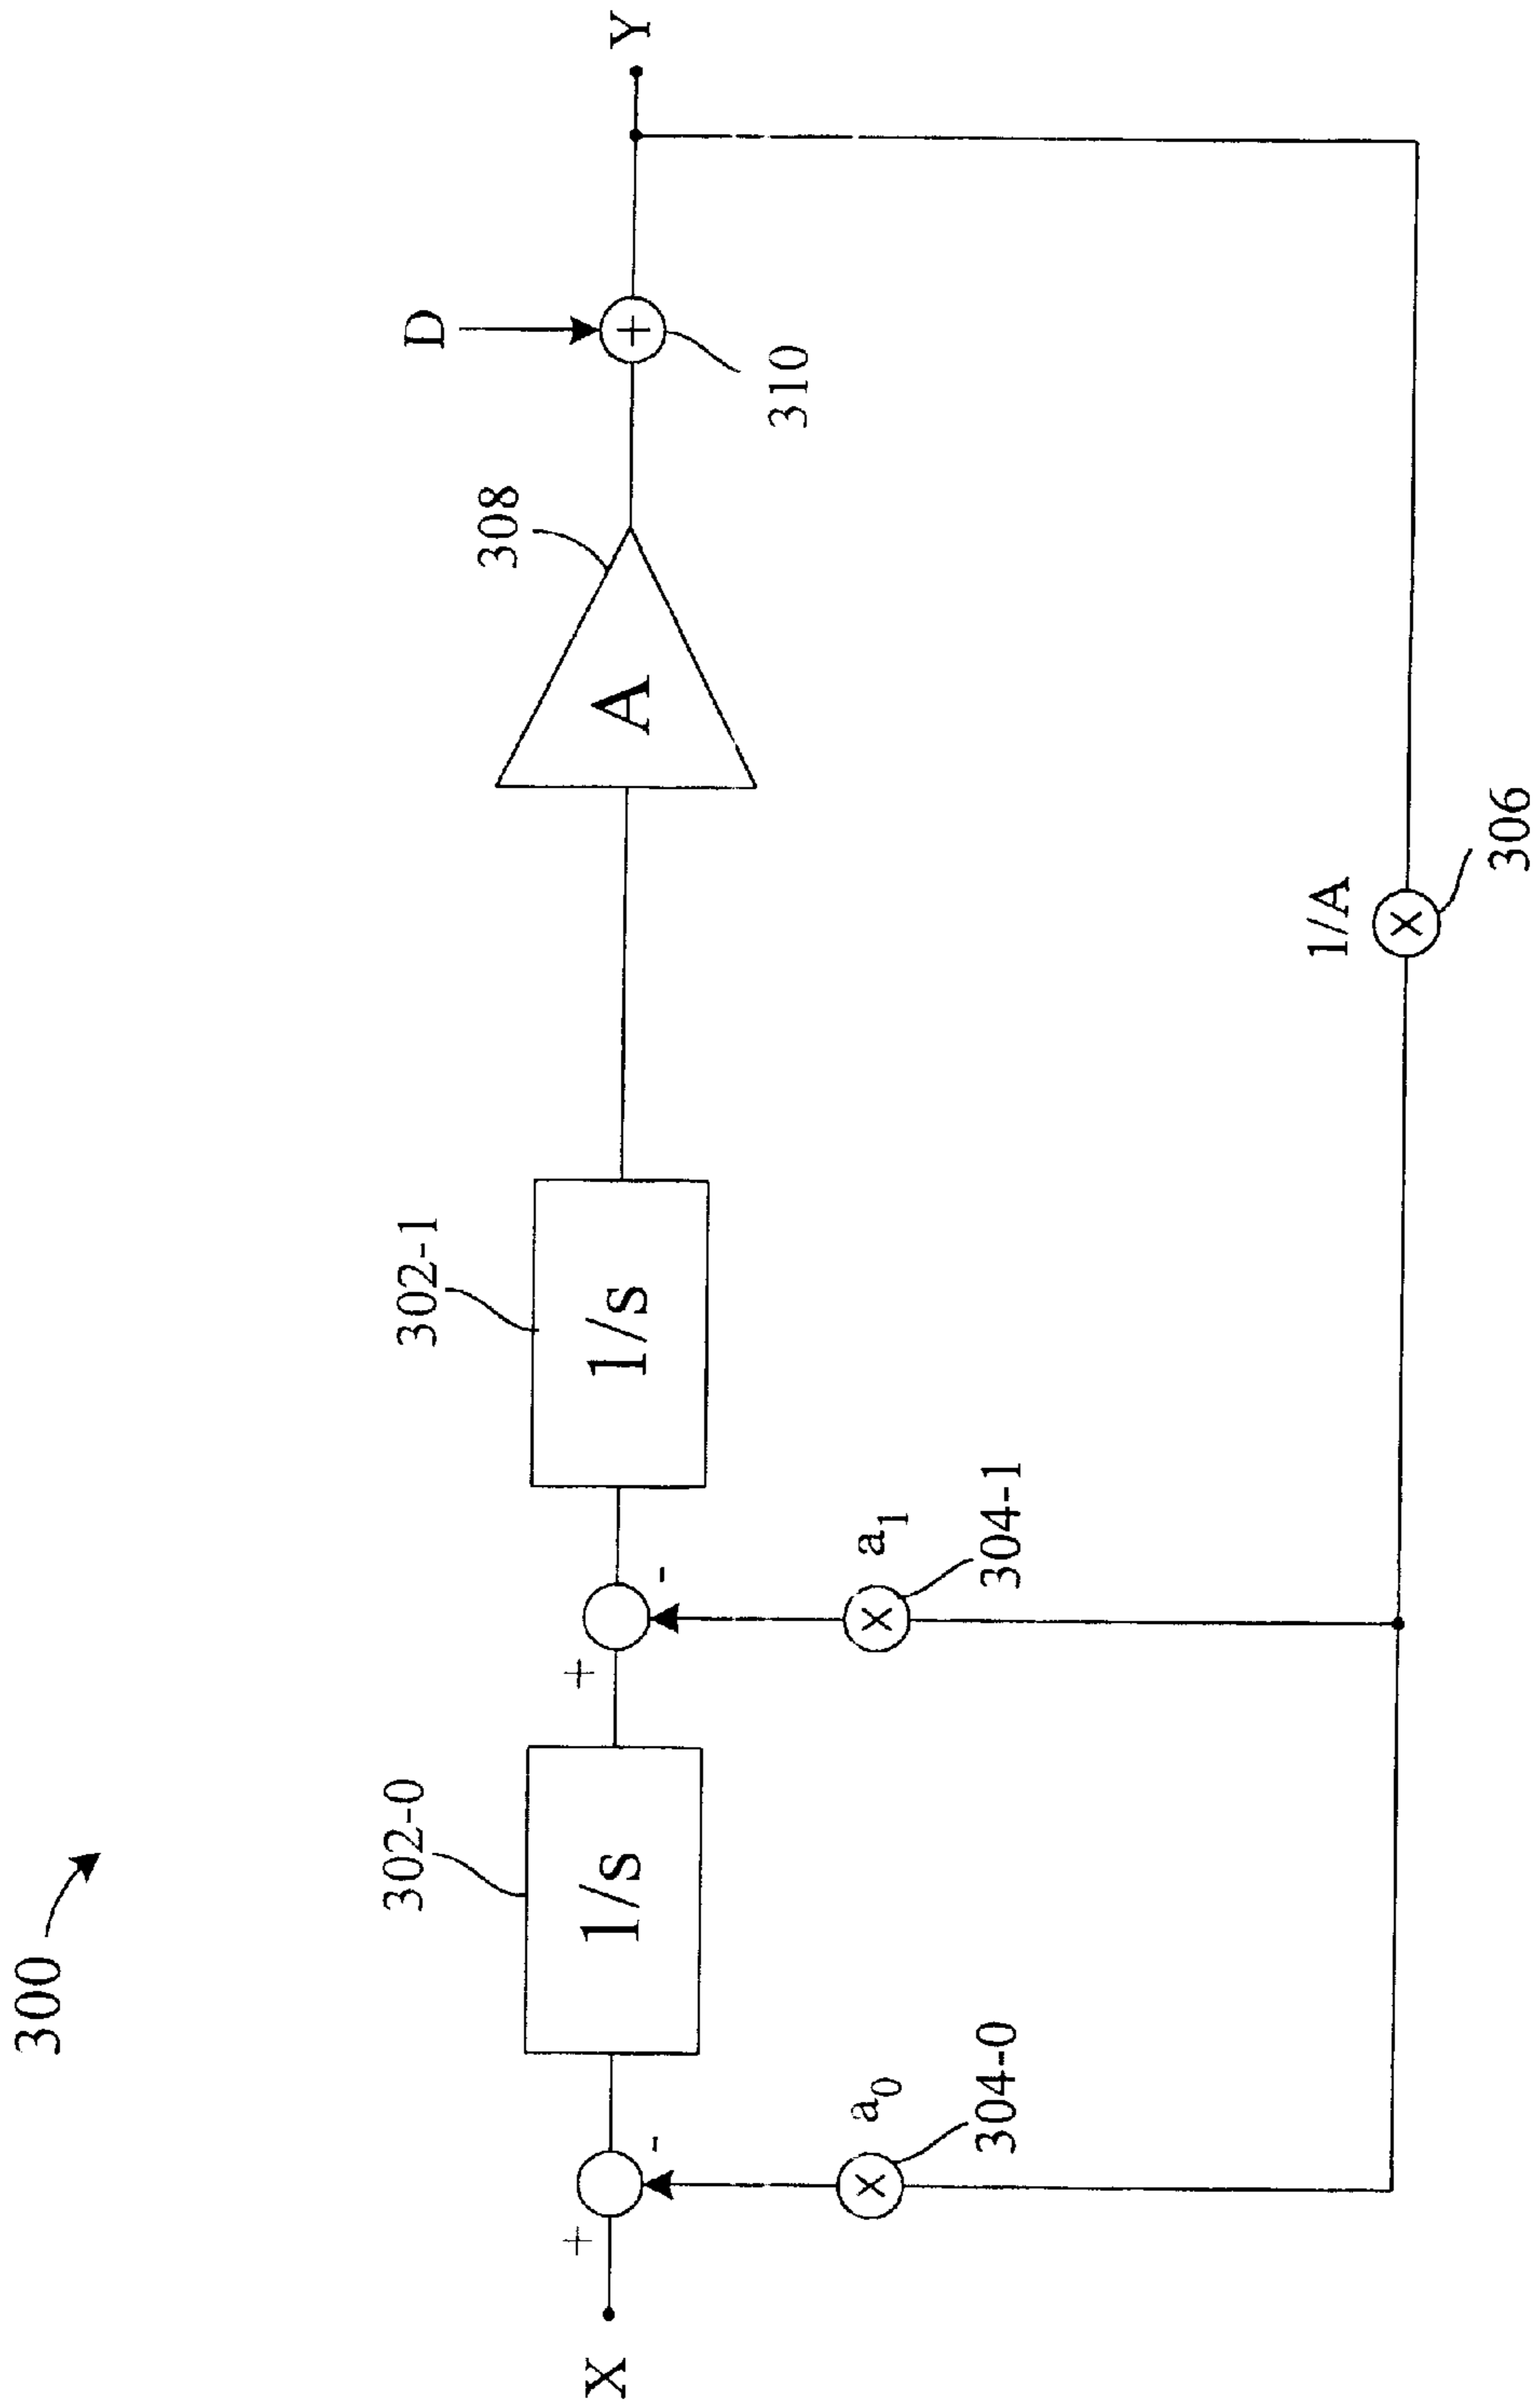 300
302-0
302-1
308
D
X
+
-
1/s
+
-
1/s
A
+
Y
310
a0
304-0
a1
304-1
×
×
1/A
×
306